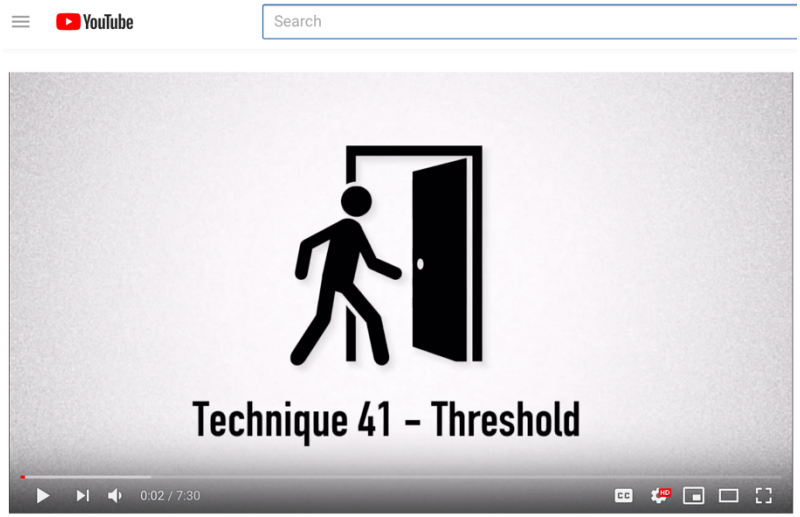 YouTube
Search
Technique 41 – Threshold
0:02 / 7:30
CC
HD